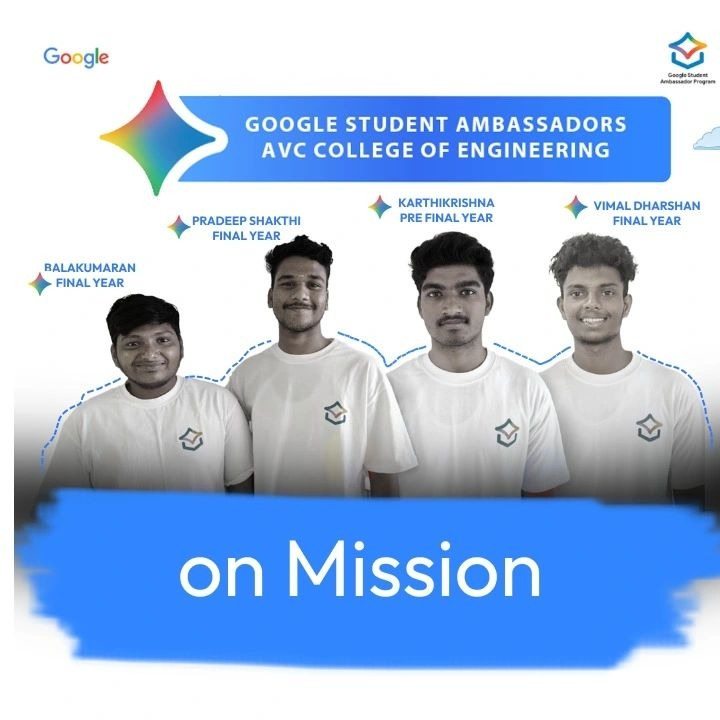 Google
Google Student
Ambassador Program
GOOGLE STUDENT AMBASSADORS
AVC COLLEGE OF ENGINEERING
BALAKUMARAN
FINAL YEAR
PRADEEP SHAKTHI
FINAL YEAR
KARTHIKRISHNA
PRE FINAL YEAR
VIMAL DHARSHAN
FINAL YEAR
on Mission